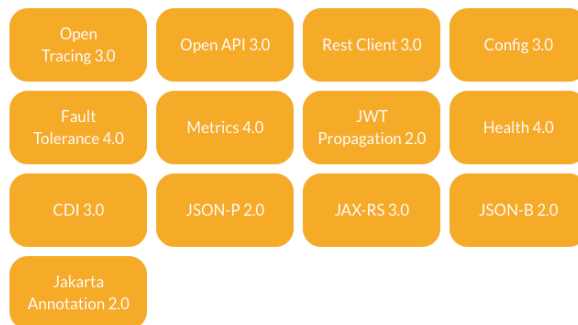 Open
Tracing 3.0
Open API 3.0
Rest Client 3.0
Config 3.0
Fault
Tolerance 4.0
Metrics 4.0
JWT
Propagation 2.0
Health 4.0
CDI 3.0
JSON-P 2.0
JAX-RS 3.0
JSON-B 2.0
Jakarta
Annotation 2.0